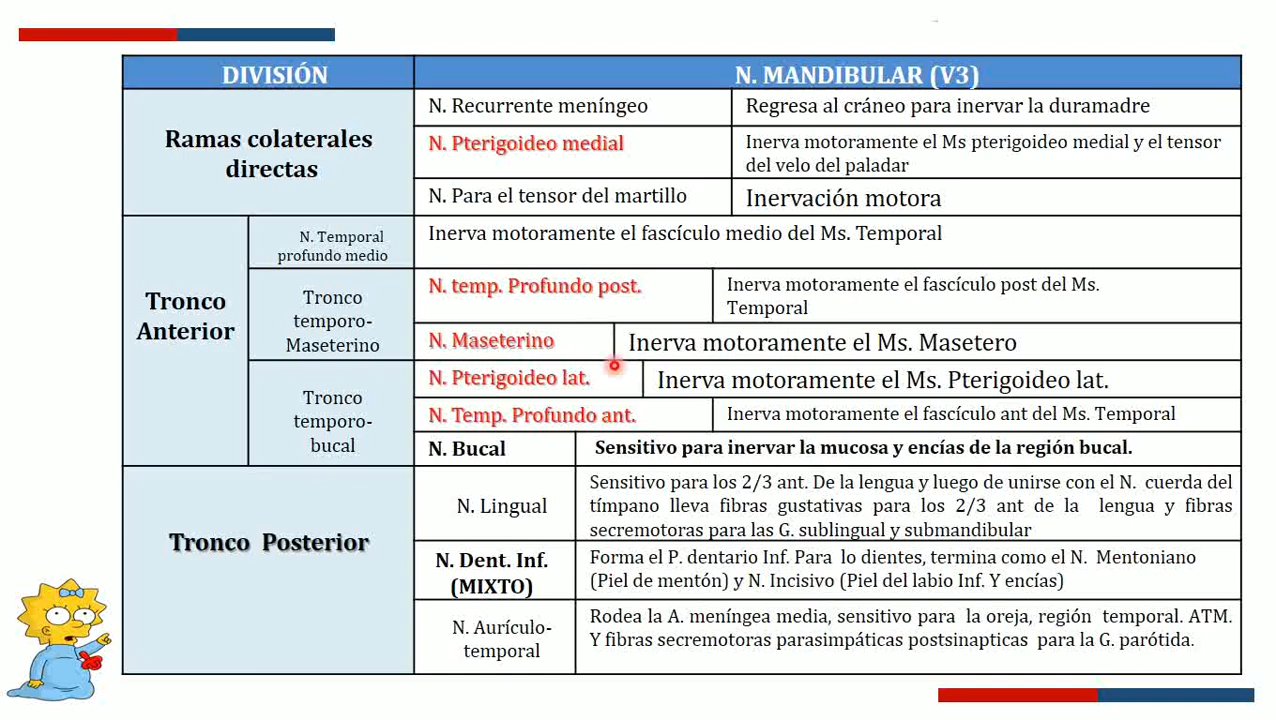 DIVISIÓN
N. MANDIBULAR (V3)
Ramas colaterales
directas
N. Recurrente meníngeo
Regresa al cráneo para inervar la duramadre
N. Pterigoideo medial
Inerva motoramente el Ms pterigoideo medial y el tensor
del velo del paladar
N. Para el tensor del martillo
Inervación motora
Tronco
Anterior
N. Temporal
profundo medio
Inerva motoramente el fascículo medio del Ms. Temporal
Tronco
temporo-
Maseterino
N. temp. Profundo post.
Inerva motoramente el fascículo post del Ms.
Temporal
N. Maseterino
Inerva motoramente el Ms. Masetero
Tronco
temporo-
bucal
N. Pterigoideo lat.
Inerva motoramente el Ms. Pterigoideo lat.
N. Temp. Profundo ant.
Inerva motoramente el fascículo ant del Ms. Temporal
N. Bucal
Sensitivo para inervar la mucosa y encías de la región bucal.
Tronco Posterior
N. Lingual
Sensitivo para los 2/3 ant. De la lengua y luego de unirse con el N. cuerda del
tímpano lleva fibras gustativas para los 2/3 ant de la lengua y fibras
secremotoras para las G. sublingual y submandibular
N. Dent. Inf.
(MIXTO)
Forma el P. dentario Inf. Para lo dientes, termina como el N. Mentoniano
(Piel de mentón) y N. Incisivo (Piel del labio Inf. Y encías)
N. Aurículo-
temporal
Rodea la A. meníngea media, sensitivo para la oreja, región temporal. ATM.
Y fibras secremotoras parasimpáticas postsinapticas para la G. parótida.